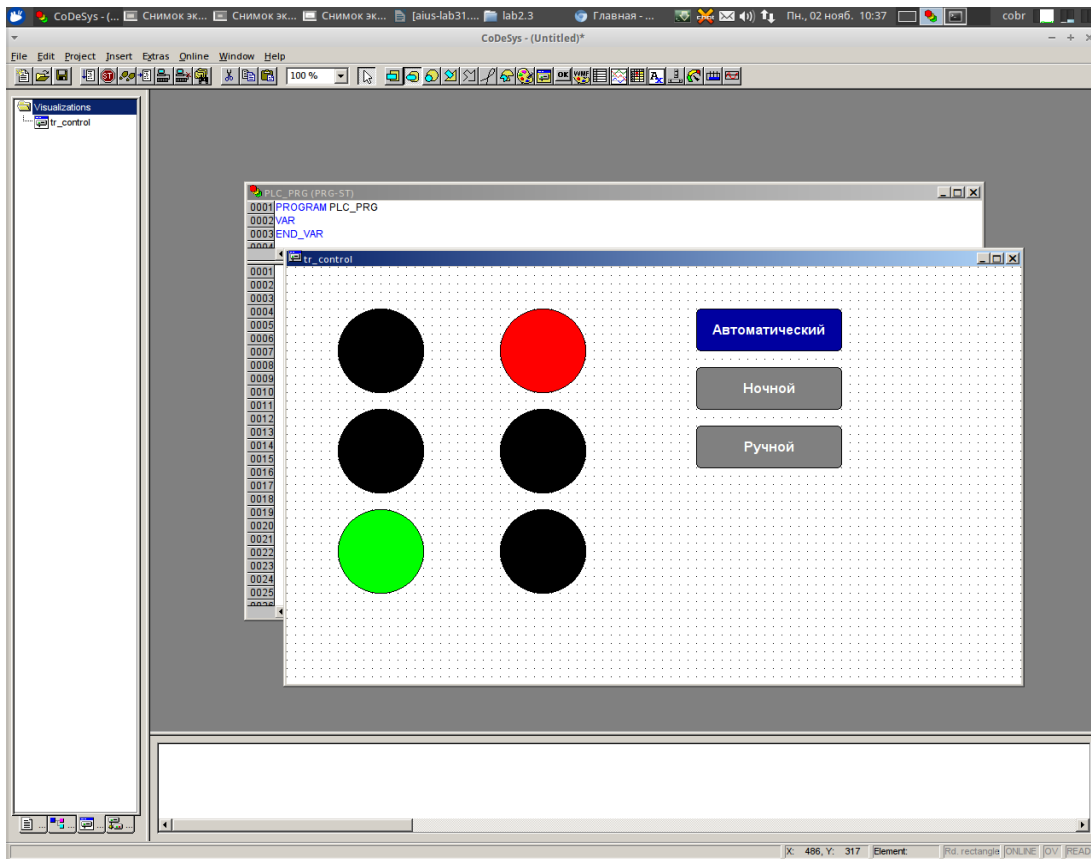 CoDeSys - (... Снимок эк... Снимок эк... Снимок эк... [aius-lab31.... lab2.3 Главная - ... Пн., 02 нояб. 10:37 cobr
CoDeSys - (Untitled)*
File Edit Project Insert Extras Online Window Help
100 %
Visualizations
tr_control
PLC_PRG (PRG-ST)
0001 PROGRAM PLC_PRG
0002 VAR
0003 END_VAR
0004
tr_control
0001
0002
0003
0004
0005
0006
0007
0008
0009
0010
0011
0012
0013
0014
0015
0016
0017
0018
0019
0020
0021
0022
0023
0024
0025
0026
Автоматический
Ночной
Ручной
X: 486, Y: 317 Element: Rd. rectangle ONLINE OV READ